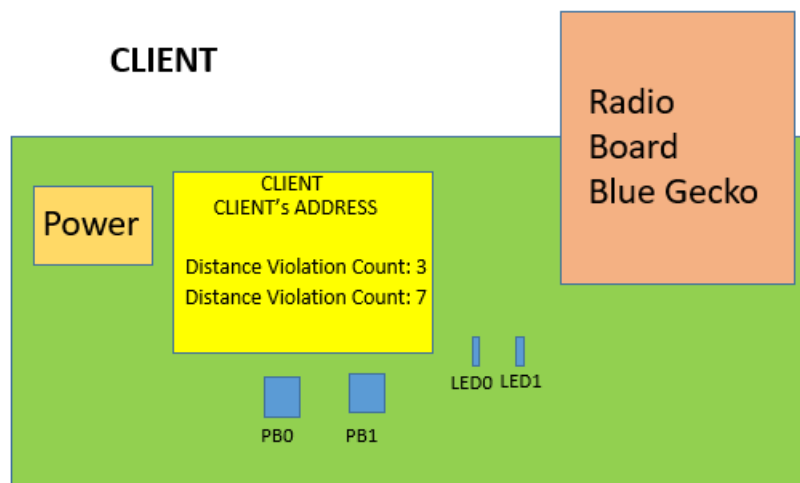 CLIENT
Radio
Board
Blue Gecko
Power
CLIENT
CLIENT's ADDRESS
Distance Violation Count: 3
Distance Violation Count: 7
LED0 LED1
PB0 PB1